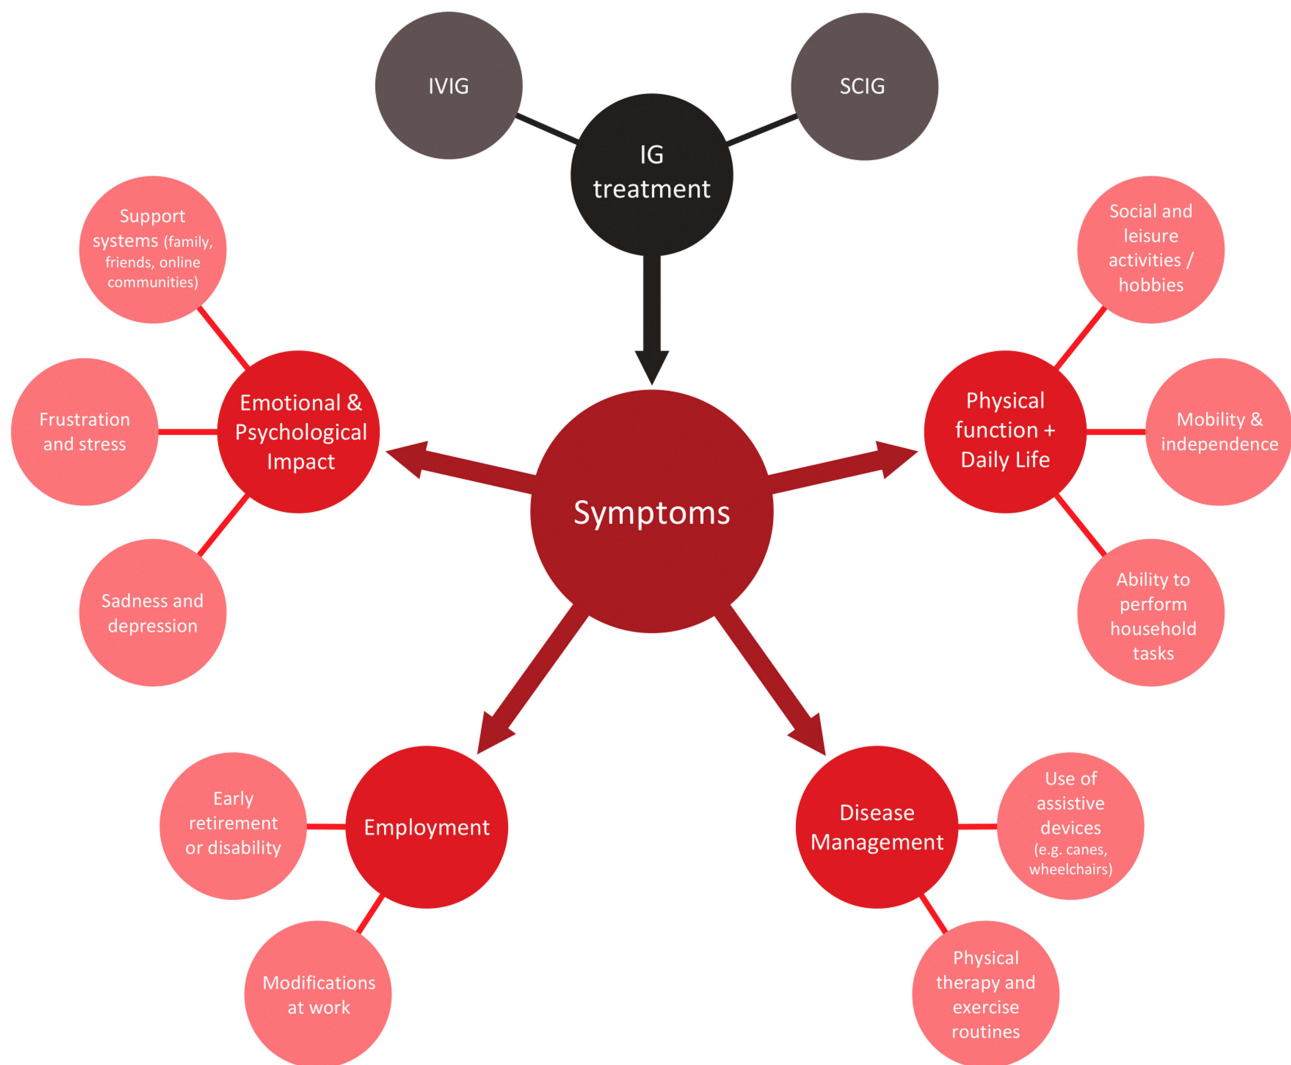 IVIG
SCIG
IG
treatment
Support
systems (family,
friends, online
communities)
Social and
leisure
activities /
hobbies
Frustration
and stress
Emotional &
Psychological
Impact
Physical
function +
Daily Life
Mobility &
independence
Symptoms
Sadness and
depression
Ability to
perform
household
tasks
Early
retirement
or disability
Employment
Disease
Management
Use of
assistive
devices
(e.g. canes,
wheelchairs)
Modifications
at work
Physical
therapy and
exercise
routines